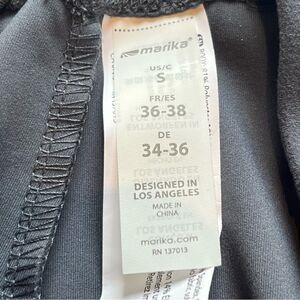 marika
US/C
S
FR/ES
36-38
DE
34-36
DESIGNED IN
LOS ANGELES
MADE IN
CHINA
marika.com
RN 137013